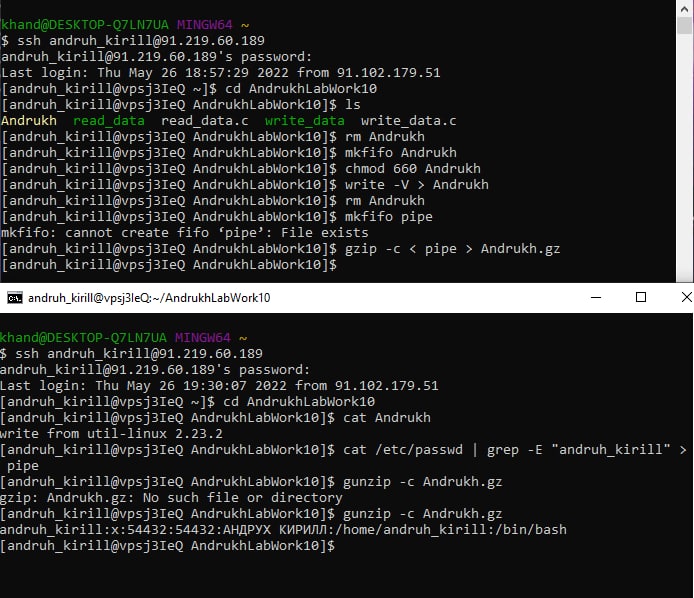 khand@DESKTOP-Q7LN7UA MINGW64 ~
$ ssh andruh_kirill@91.219.60.189
andruh_kirill@91.219.60.189's password:
Last login: Thu May 26 18:57:29 2022 from 91.102.179.51
[andruh_kirill@vpsj3IeQ ~]$ cd AndrukhLabWork10
[andruh_kirill@vpsj3IeQ AndrukhLabWork10]$ ls
Andrukh  read_data  read_data.c  write_data  write_data.c
[andruh_kirill@vpsj3IeQ AndrukhLabWork10]$ rm Andrukh
[andruh_kirill@vpsj3IeQ AndrukhLabWork10]$ mkfifo Andrukh
[andruh_kirill@vpsj3IeQ AndrukhLabWork10]$ chmod 660 Andrukh
[andruh_kirill@vpsj3IeQ AndrukhLabWork10]$ write -V > Andrukh
[andruh_kirill@vpsj3IeQ AndrukhLabWork10]$ rm Andrukh
[andruh_kirill@vpsj3IeQ AndrukhLabWork10]$ mkfifo pipe
mkfifo: cannot create fifo ‘pipe’: File exists
[andruh_kirill@vpsj3IeQ AndrukhLabWork10]$ gzip -c < pipe > Andrukh.gz
[andruh_kirill@vpsj3IeQ AndrukhLabWork10]$
andruh_kirill@vpsj3IeQ:~/AndrukhLabWork10
khand@DESKTOP-Q7LN7UA MINGW64 ~
$ ssh andruh_kirill@91.219.60.189
andruh_kirill@91.219.60.189's password:
Last login: Thu May 26 19:30:07 2022 from 91.102.179.51
[andruh_kirill@vpsj3IeQ ~]$ cd AndrukhLabWork10
[andruh_kirill@vpsj3IeQ AndrukhLabWork10]$ cat Andrukh
write from util-linux 2.23.2
[andruh_kirill@vpsj3IeQ AndrukhLabWork10]$ cat /etc/passwd | grep -E "andruh_kirill" >
 pipe
[andruh_kirill@vpsj3IeQ AndrukhLabWork10]$ gunzip -c Andrukh.gz
gzip: Andrukh.gz: No such file or directory
[andruh_kirill@vpsj3IeQ AndrukhLabWork10]$ gunzip -c Andrukh.gz
andruh_kirill:x:54432:54432:АНДРУХ КИРИЛЛ:/home/andruh_kirill:/bin/bash
[andruh_kirill@vpsj3IeQ AndrukhLabWork10]$